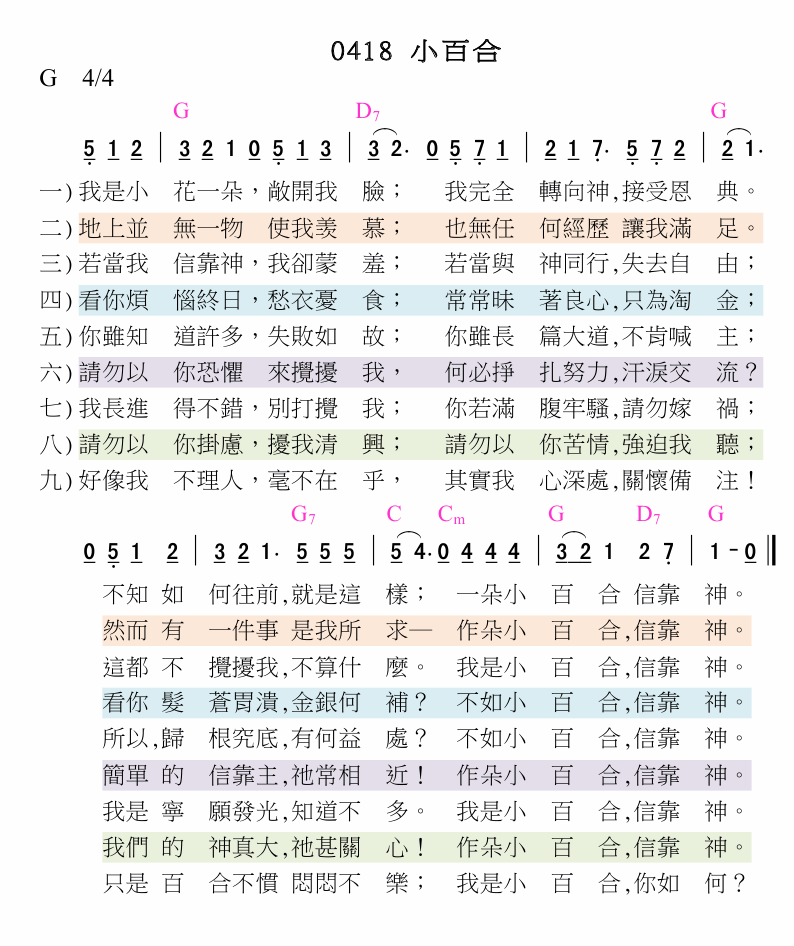 0418 小百合
G 4/4
G D7 G
5 1 2 | 3 2 1 0 5 1 3 | 3 2. 0 5 7 1 | 2 1 7. 5 7 2 | 2 1.
一)我是小 花一朵，敞開我 臉； 我完全 轉向神,接受恩 典。
二)地上並 無一物 使我羨 慕； 也無任 何經歷 讓我滿 足。
三)若當我 信靠神，我卻蒙 羞； 若當與 神同行,失去自 由；
四)看你煩 惱終日，愁衣憂 食； 常常昧 著良心,只為淘 金；
五)你雖知 道許多，失敗如 故； 你雖長 篇大道,不肯喊 主；
六)請勿以 你恐懼 來攪擾 我， 何必掙 扎努力,汗淚交 流？
七)我長進 得不錯，別打攪 我； 你若滿 腹牢騷,請勿嫁 禍；
八)請勿以 你掛慮，擾我清 興； 請勿以 你苦情,強迫我 聽；
九)好像我 不理人，毫不在 乎， 其實我 心深處,關懷備 注！
G7 C Cm G D7 G
0 5 1 2 | 3 2 1. 5 5 5 | 5 4. 0 4 4 4 | 3 2 1 2 7 | 1 - 0 ‖
不知 如 何往前,就是這 樣； 一朵小 百 合 信靠 神。
然而 有 一件事 是我所 求— 作朵小 百 合,信靠 神。
這都 不 攪擾我,不算什 麼。 我是小 百 合,信靠 神。
看你 髮 蒼胃潰,金銀何 補？ 不如小 百 合,信靠 神。
所以,歸 根究底,有何益 處？ 不如小 百 合,信靠 神。
簡單 的 信靠主,祂常相 近！ 作朵小 百 合,信靠 神。
我是 寧 願發光,知道不 多。 我是小 百 合,信靠 神。
我們 的 神真大,祂甚關 心！ 作朵小 百 合,信靠 神。
只是 百 合不慣 悶悶不 樂； 我是小 百 合,你如 何？